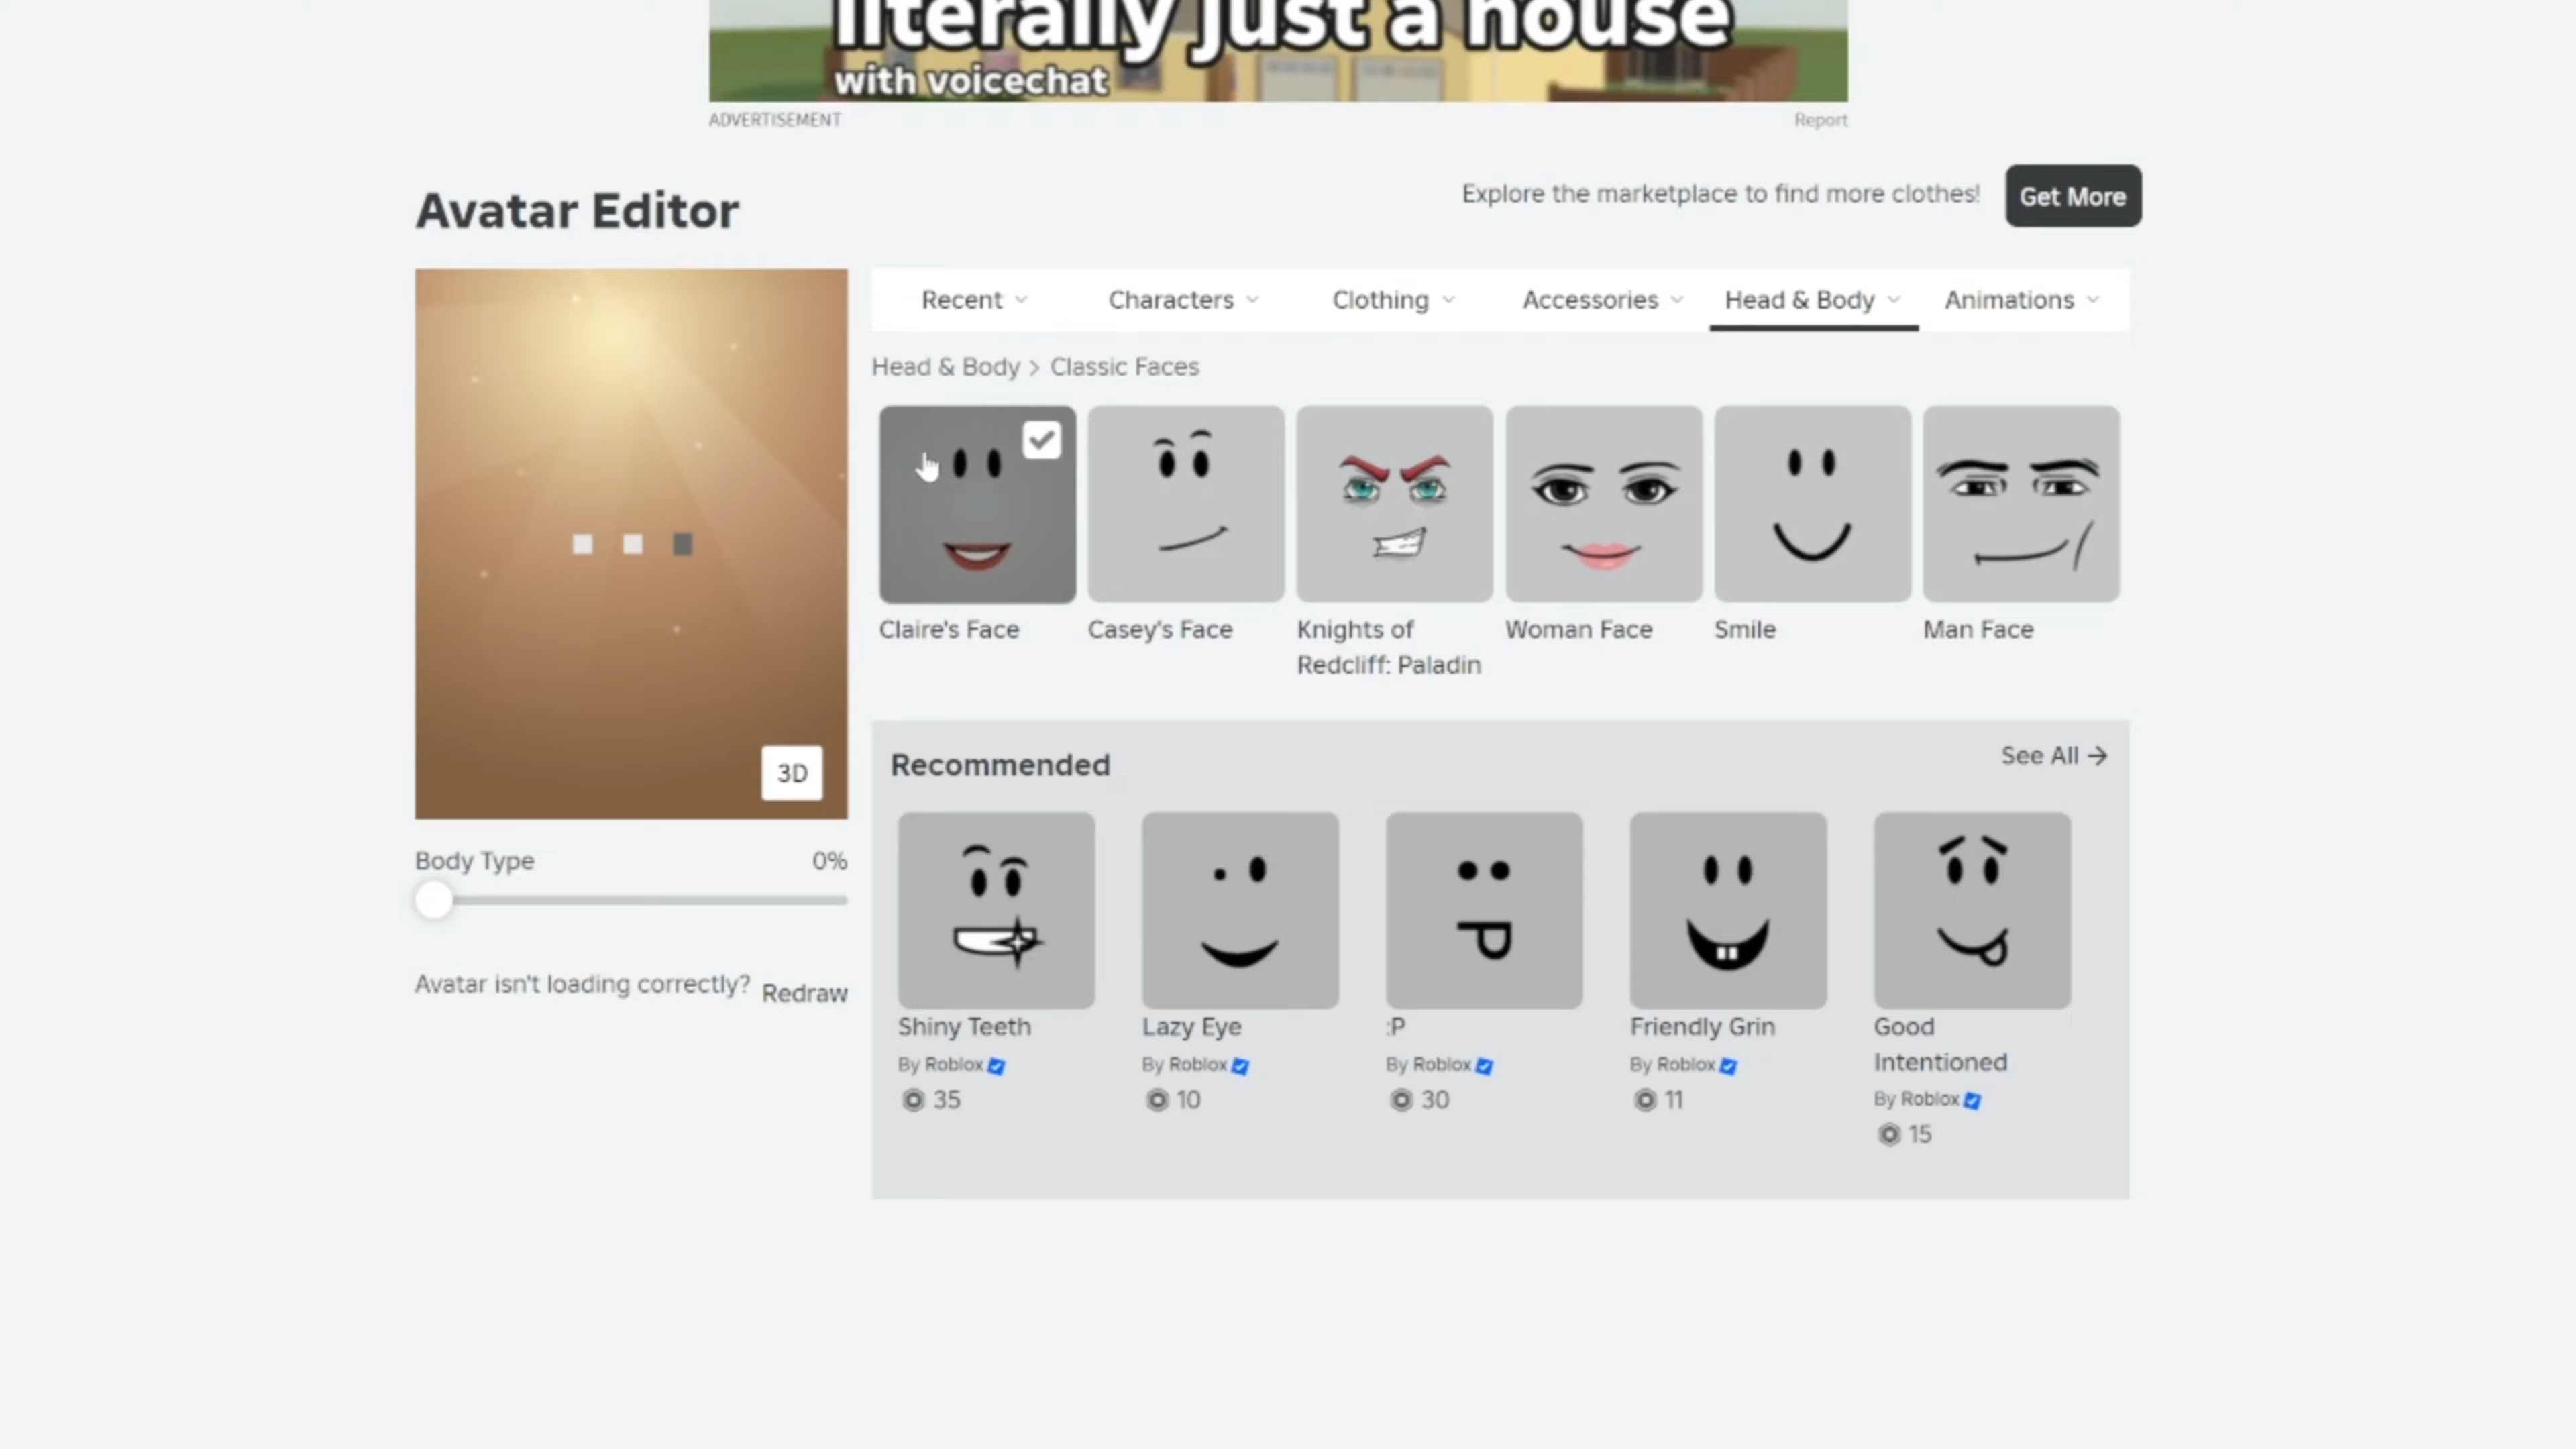 literally just a house
with voicechat
ADVERTISEMENT
Report
Avatar Editor
Explore the marketplace to find more clothes!
Get More
Recent
Characters
Clothing
Accessories
Head & Body
Animations
Head & Body > Classic Faces
Claire's Face
Casey's Face
Knights of
Redcliff: Paladin
Woman Face
Smile
Man Face
3D
Body Type
0%
Avatar isn't loading correctly?
Redraw
Recommended
See All →
Shiny Teeth
By Roblox
35
Lazy Eye
By Roblox
10
:P
By Roblox
30
Friendly Grin
By Roblox
11
Good
Intentioned
By Roblox
15